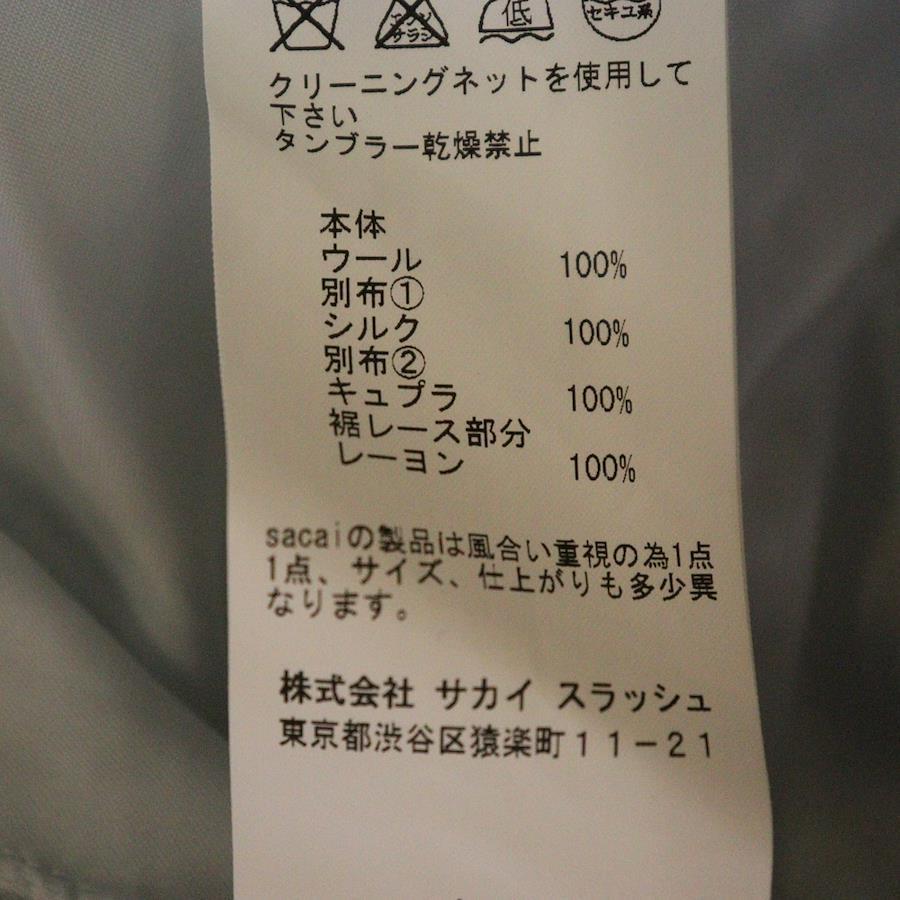 エンソ
サラシ
低
セキユ系
クリーニングネットを使用して
下さい
タンブラー乾燥禁止
本体
ウール 100%
別布①
シルク 100%
別布②
キュプラ 100%
裾レース部分
レーヨン 100%
sacaiの製品は風合い重視の為1点
1点、サイズ、仕上がりも多少異
なります。
株式会社 サカイ スラッシュ
東京都渋谷区猿楽町11-21